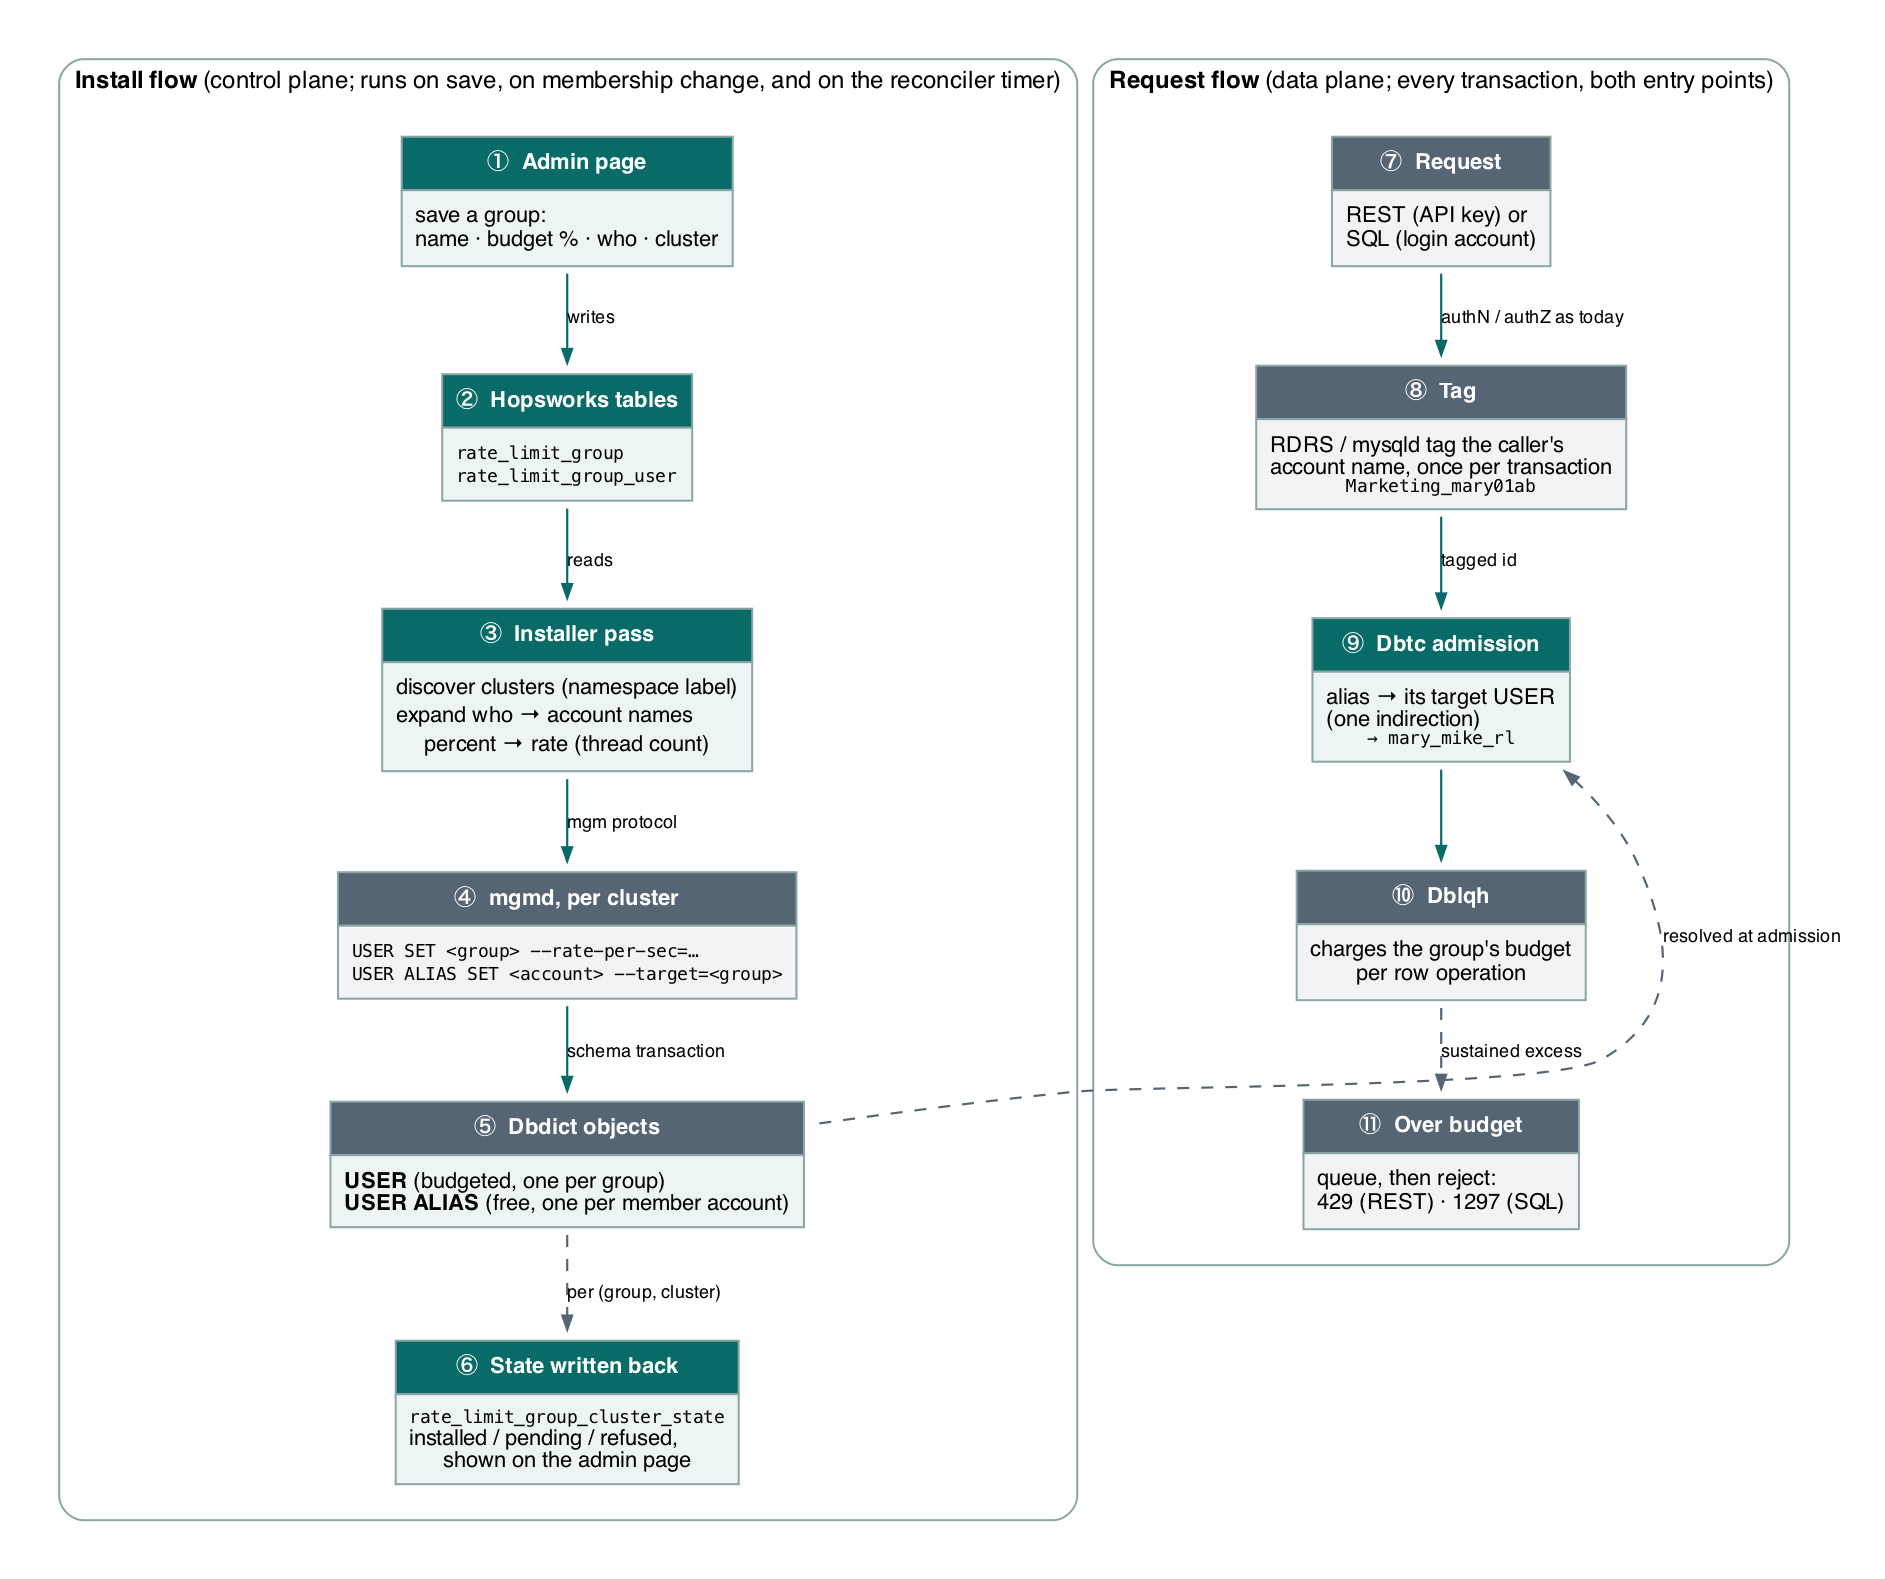 Install flow (control plane; runs on save, on membership change, and on the reconciler timer)
① Admin page
save a group:
name · budget % · who · cluster
writes
② Hopsworks tables
rate_limit_group
rate_limit_group_user
reads
③ Installer pass
discover clusters (namespace label)
expand who → account names
percent → rate (thread count)
mgm protocol
④ mgmd, per cluster
USER SET <group> --rate-per-sec=…
USER ALIAS SET <account> --target=<group>
schema transaction
⑤ Dbdict objects
USER (budgeted, one per group)
USER ALIAS (free, one per member account)
per (group, cluster)
⑥ State written back
rate_limit_group_cluster_state
installed / pending / refused,
shown on the admin page
Request flow (data plane; every transaction, both entry points)
⑦ Request
REST (API key) or
SQL (login account)
authN / authZ as today
⑧ Tag
RDRS / mysqld tag the caller's
account name, once per transaction
Marketing_mary01ab
tagged id
⑨ Dbtc admission
alias → its target USER
(one indirection)
→ mary_mike_rl
resolved at admission
⑩ Dblqh
charges the group's budget
per row operation
sustained excess
⑪ Over budget
queue, then reject:
429 (REST) · 1297 (SQL)